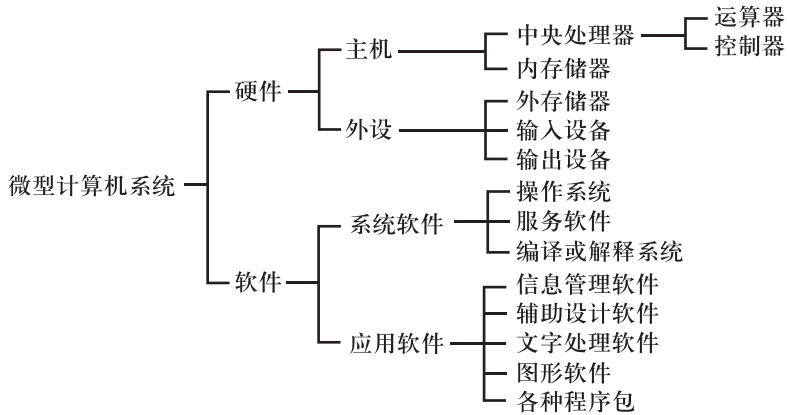 微型计算机系统
硬件
主机
中央处理器
运算器
控制器
内存储器
外设
外存储器
输入设备
输出设备
软件
系统软件
操作系统
服务软件
编译或解释系统
应用软件
信息管理软件
辅助设计软件
文字处理软件
图形软件
各种程序包